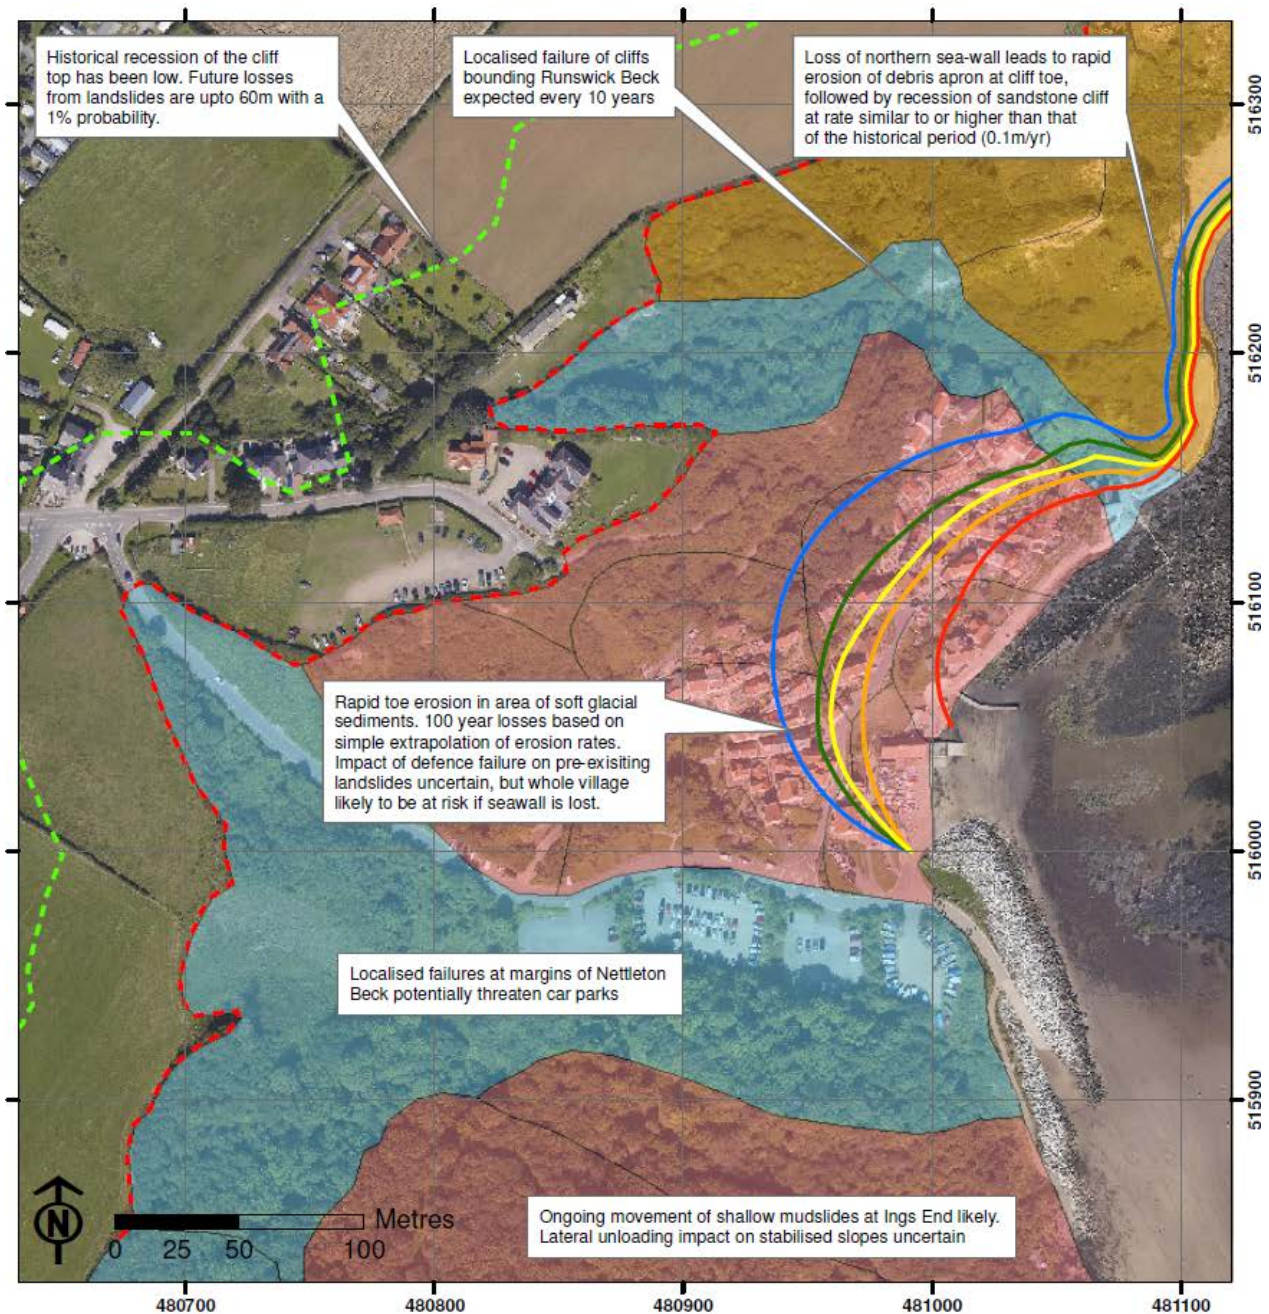 Historical recession of the cliff
top has been low. Future losses
from landslides are upto 60m with a
1% probability.
Localised failure of cliffs
bounding Runswick Beck
expected every 10 years
Loss of northern sea-wall leads to rapid
erosion of debris apron at cliff toe,
followed by recession of sandstone cliff
at rate similar to or higher than that
of the historical period (0.1m/yr)
516300
516200
516100
Rapid toe erosion in area of soft glacial
sediments. 100 year losses based on
simple extrapolation of erosion rates.
Impact of defence failure on pre-exisiting
landslides uncertain, but whole village
likely to be at risk if seawall is lost.
516000
Localised failures at margins of Nettleton
Beck potentially threaten car parks
515900
N
Metres
0 25 50 100
Ongoing movement of shallow mudslides at Ings End likely.
Lateral unloading impact on stabilised slopes uncertain
480700 480800 480900 481000 481100